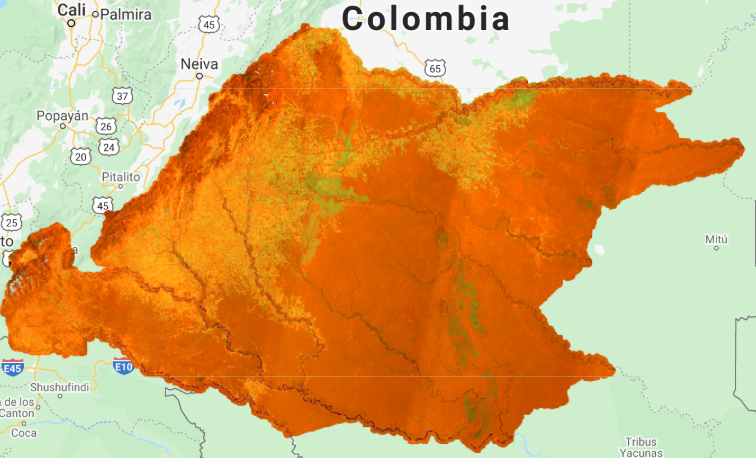 Colombia
Cali
Palmira
45
Neiva
65
37
Popayán
26
24
20
Pitalito
45
25
to
a
Mitú
E45
E10
Shushufindi
a de los
Canton
Coca
Tribus
Yacunas